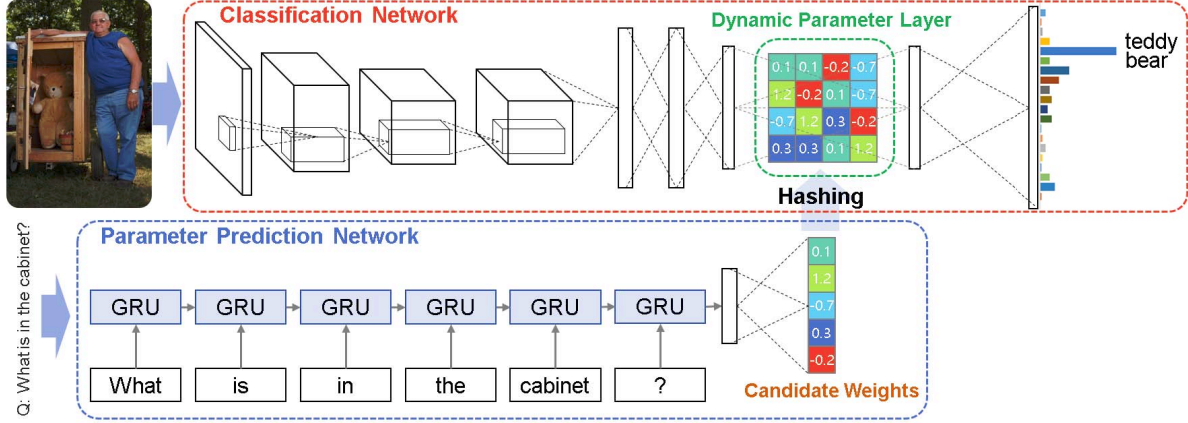 Classification Network
Dynamic Parameter Layer
0.1 0.1 -0.2 -0.7
1.2 -0.2 0.1 -0.7
-0.7 1.2 0.3 -0.2
0.3 0.3 0.1 1.2
teddy
bear
Hashing
Q: What is in the cabinet?
Parameter Prediction Network
GRU GRU GRU GRU GRU GRU
What is in the cabinet ?
0.1
1.2
-0.7
0.3
-0.2
Candidate Weights